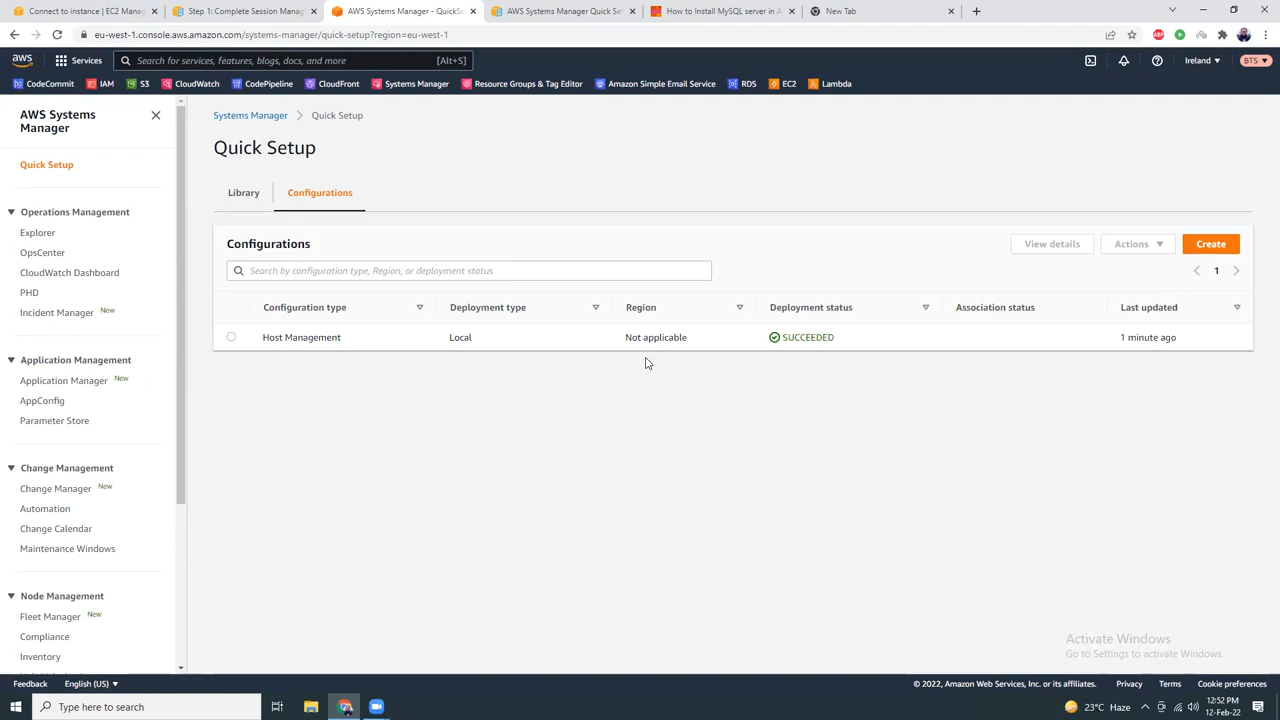 Connect to instance | EC2 Manag
Step 1: Complete Session Manag
AWS Systems Manager - QuickSe
AWS Systems Manager Quick Se
How to Install MySQL server in A
New Tab
eu-west-1.console.aws.amazon.com/systems-manager/quick-setup?region=eu-west-1
aws
Services
Search for services, features, blogs, docs, and more
[Alt+S]
Ireland
BTS
CodeCommit
IAM
S3
CloudWatch
CodePipeline
CloudFront
Systems Manager
Resource Groups & Tag Editor
Amazon Simple Email Service
RDS
EC2
Lambda
AWS Systems
Manager
Quick Setup
Operations Management
Explorer
OpsCenter
CloudWatch Dashboard
PHD
Incident Manager New
Application Management
Application Manager New
AppConfig
Parameter Store
Change Management
Change Manager New
Automation
Change Calendar
Maintenance Windows
Node Management
Fleet Manager New
Compliance
Inventory
Systems Manager
Quick Setup
Quick Setup
Library
Configurations
Configurations
View details
Actions
Create
Search by configuration type, Region, or deployment status
1
Configuration type
Deployment type
Region
Deployment status
Association status
Last updated
Host Management
Local
Not applicable
SUCCEEDED
1 minute ago
Activate Windows
Go to Settings to activate Windows.
Feedback
English (US)
© 2022, Amazon Web Services, Inc. or its affiliates.
Privacy
Terms
Cookie preferences
Type here to search
23°C Haze
12:52 PM
12-Feb-22